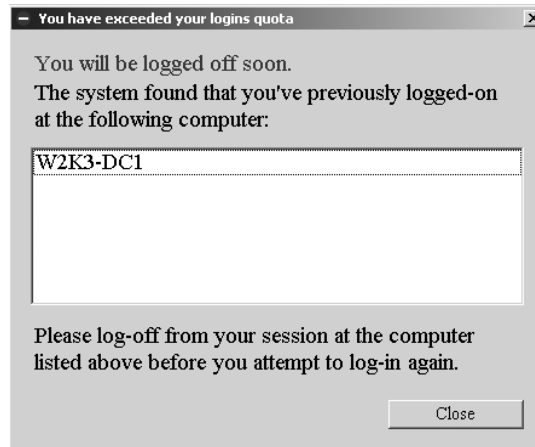 You have exceeded your logins quota
You will be logged off soon.
The system found that you've previously logged-on
at the following computer:
W2K3-DC1
Please log-off from your session at the computer
listed above before you attempt to log-in again.
Close